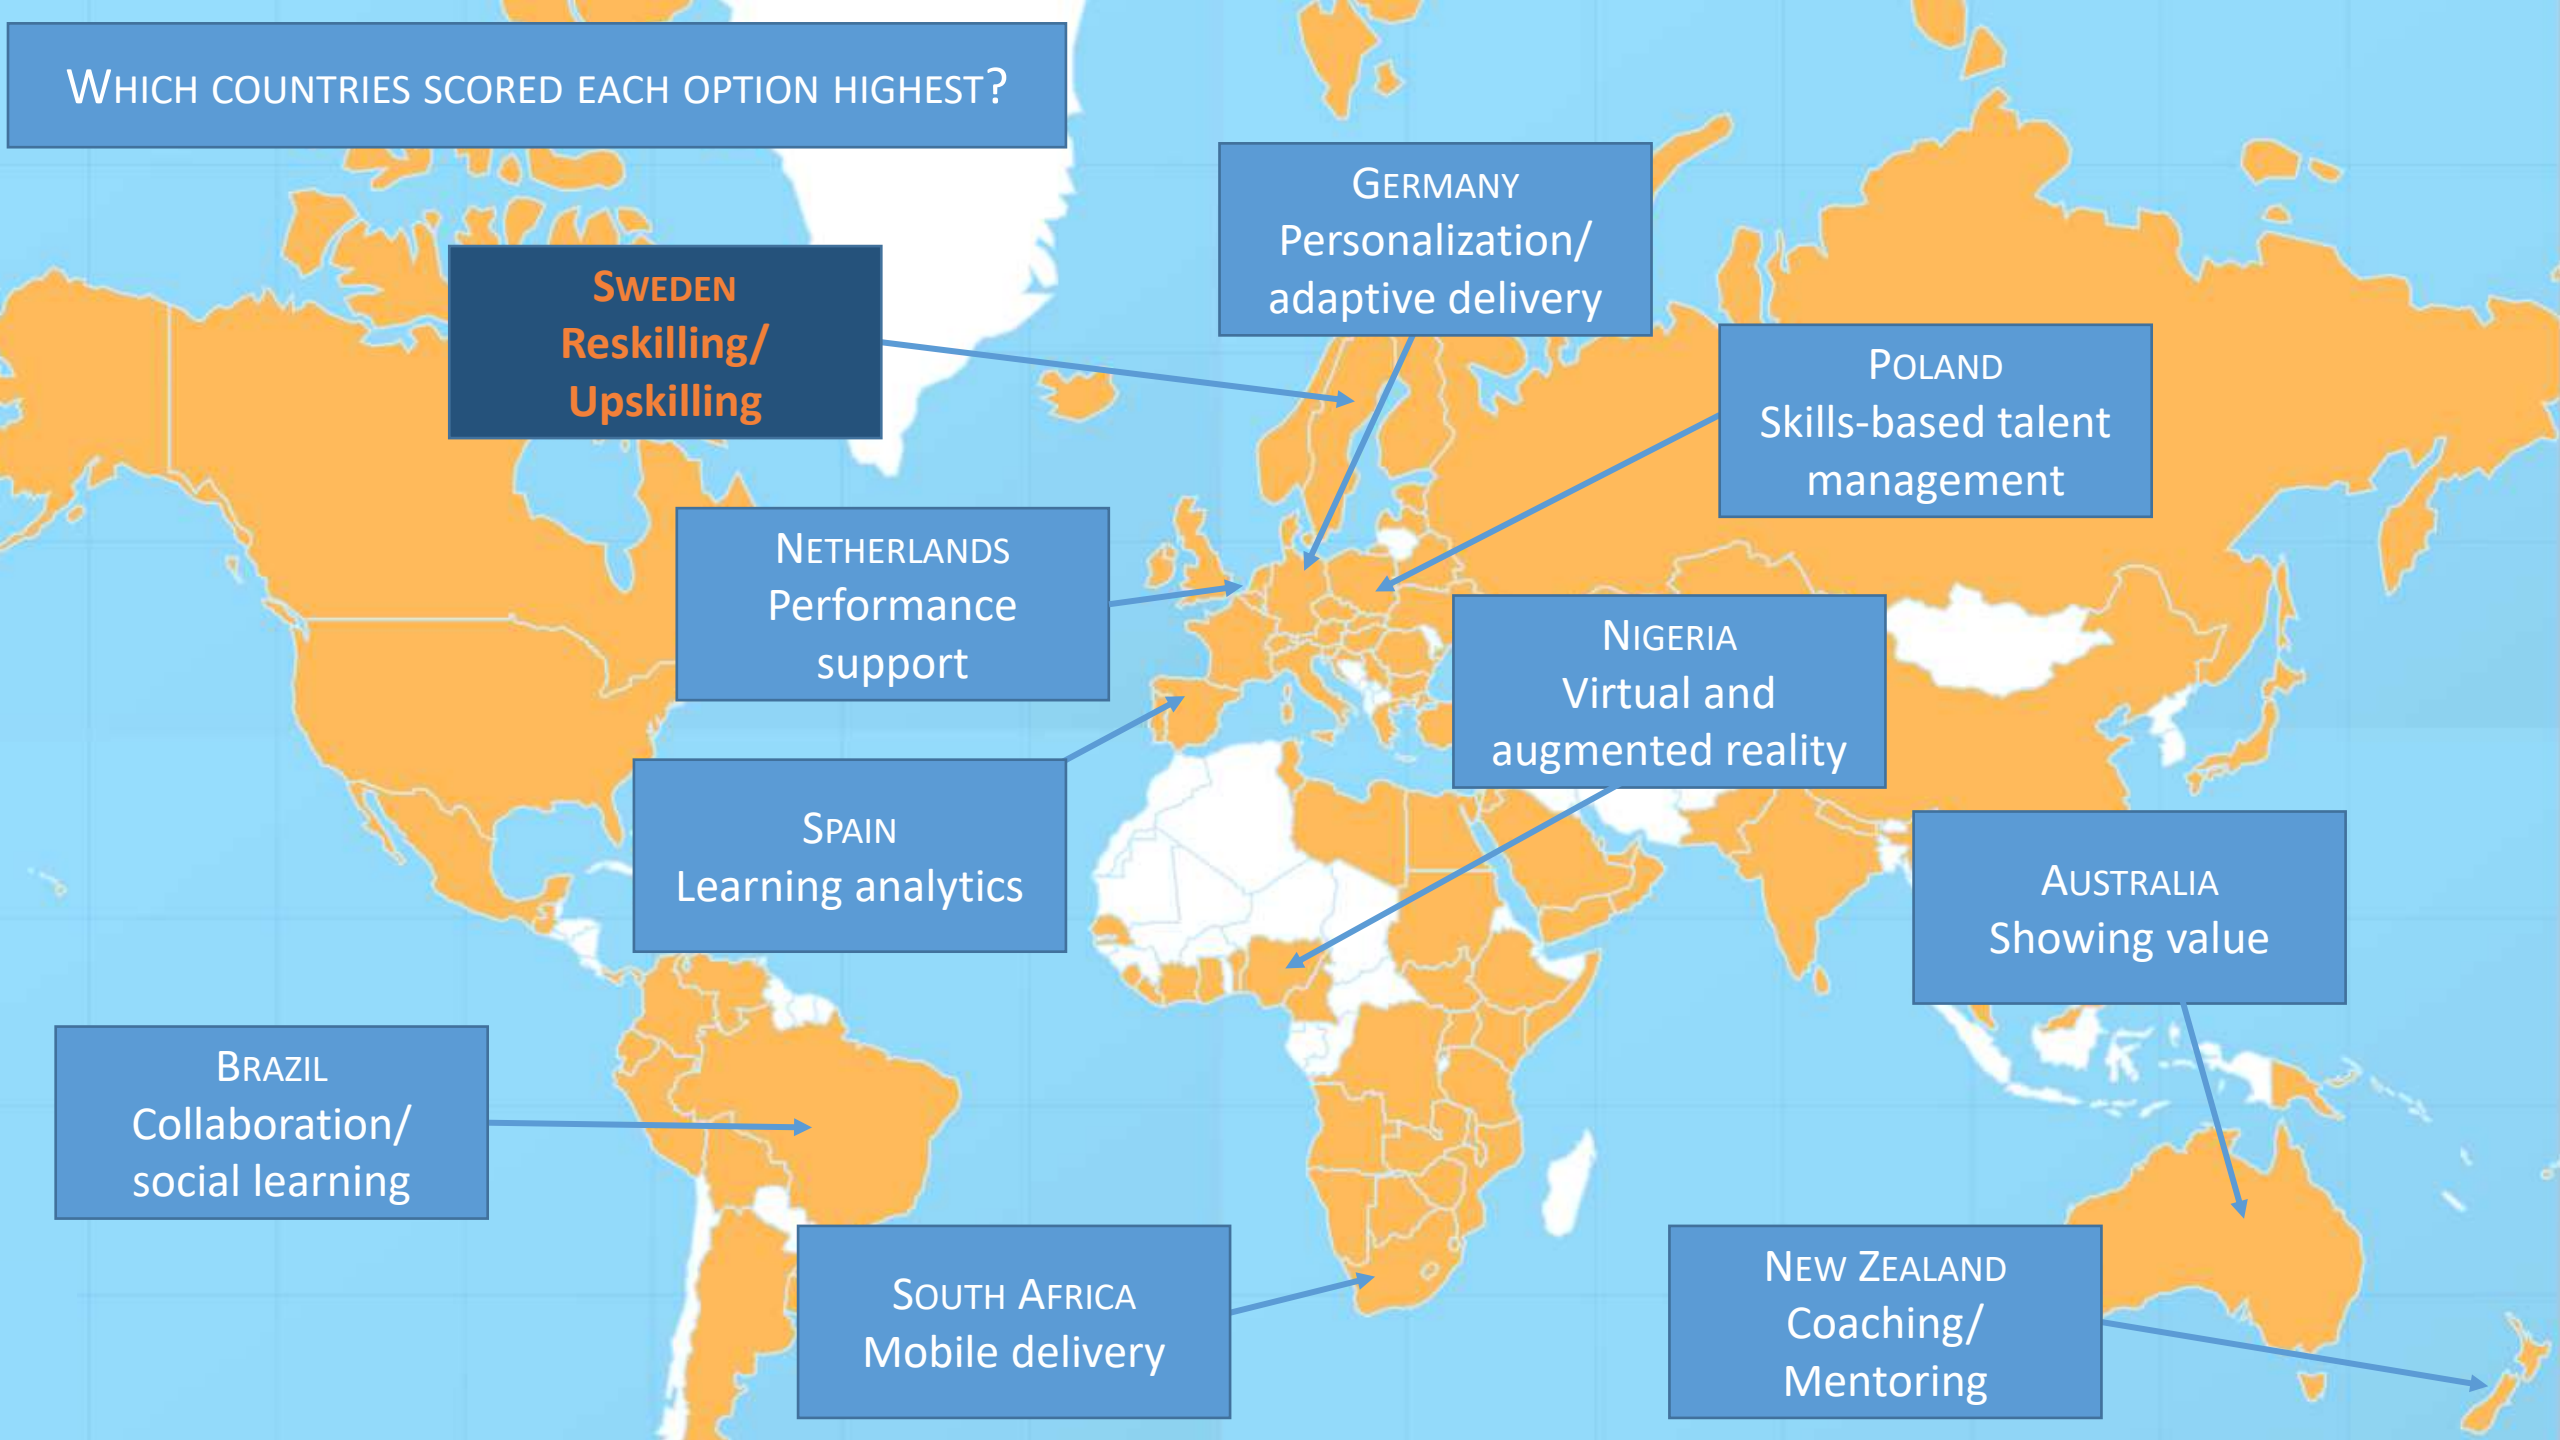 WHICH COUNTRIES SCORED EACH OPTION HIGHEST?
GERMANY
Personalization/
adaptive delivery
SWEDEN
Reskilling/
Upskilling
POLAND
Skills-based talent
management
NETHERLANDS
Performance
support
NIGERIA
Virtual and
augmented reality
SPAIN
Learning analytics
AUSTRALIA
Showing value
BRAZIL
Collaboration/
social learning
SOUTH AFRICA
Mobile delivery
NEW ZEALAND
Coaching/
Mentoring